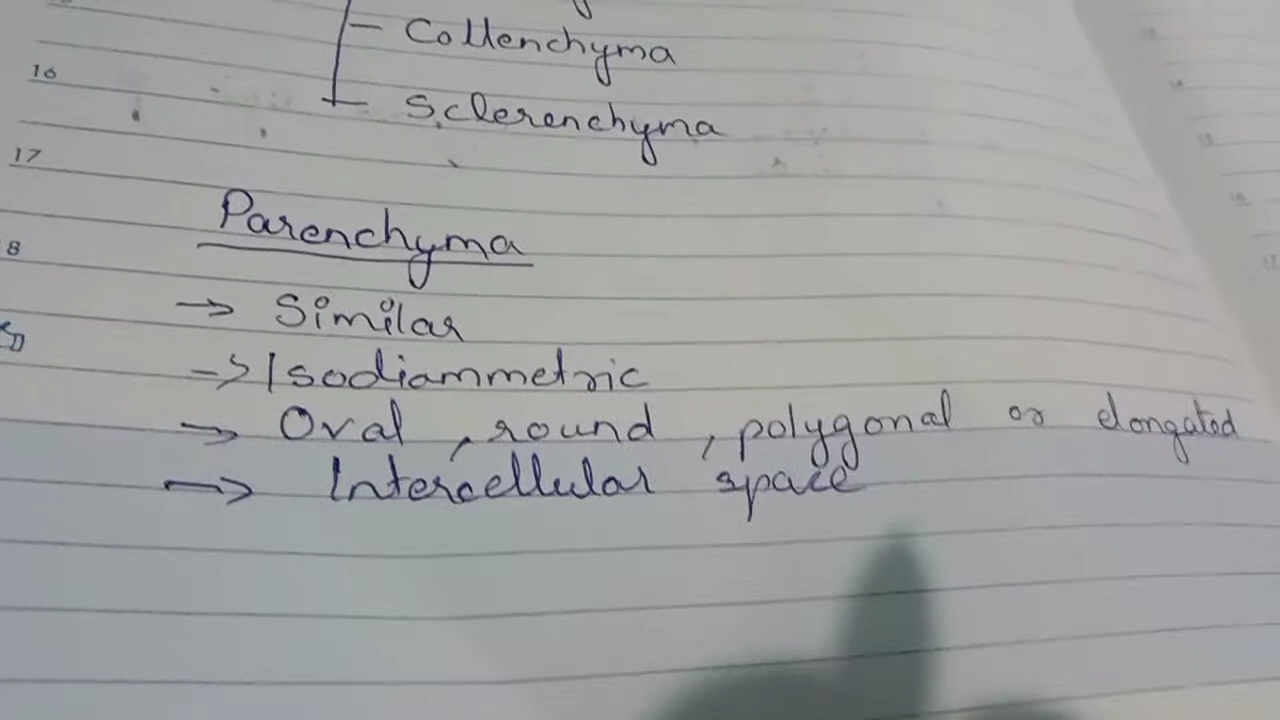 Collenchyma
16
Sclerenchyma
17
Parenchyma
8
→ Similar
→ Isodiammetric
→ Oval, round, polygonal or elongated
→ Intercellular space